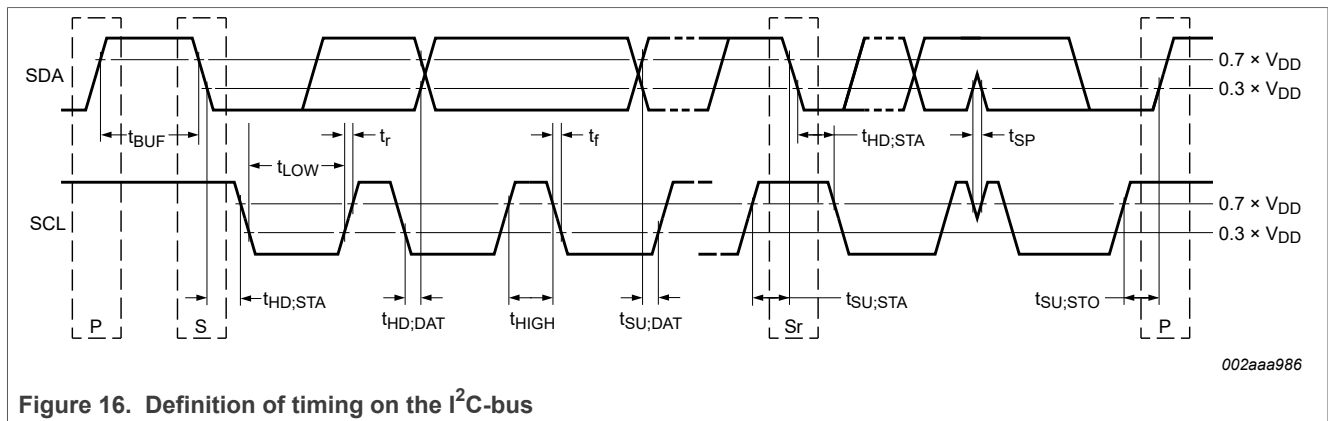 SDA
0.7 × VDD
0.3 × VDD
tBUF
tr
tf
tHD;STA
tSP
tLOW
SCL
0.7 × VDD
0.3 × VDD
tHD;STA
tHD;DAT
tHIGH
tSU;DAT
tSU;STA
tSU;STO
P
S
Sr
P
002aaa986
Figure 16. Definition of timing on the I²C-bus